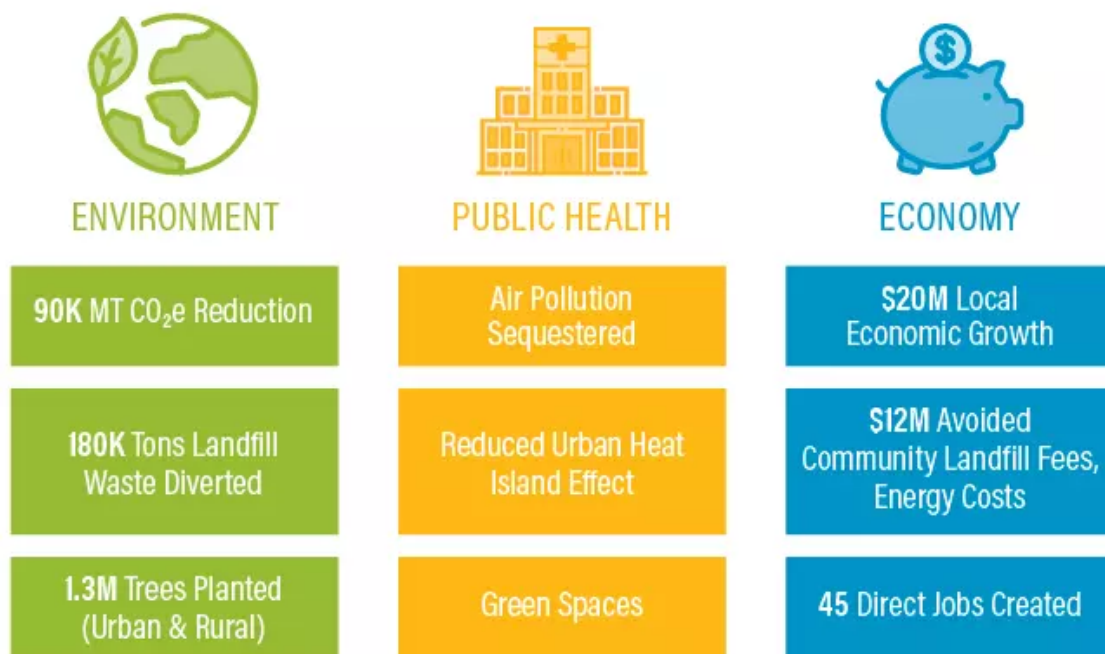 $
ENVIRONMENT
90K MT CO₂e Reduction
180K Tons Landfill
Waste Diverted
1.3M Trees Planted
(Urban & Rural)
PUBLIC HEALTH
Air Pollution
Sequestered
Reduced Urban Heat
Island Effect
Green Spaces
ECONOMY
$20M Local
Economic Growth
$12M Avoided
Community Landfill Fees,
Energy Costs
45 Direct Jobs Created